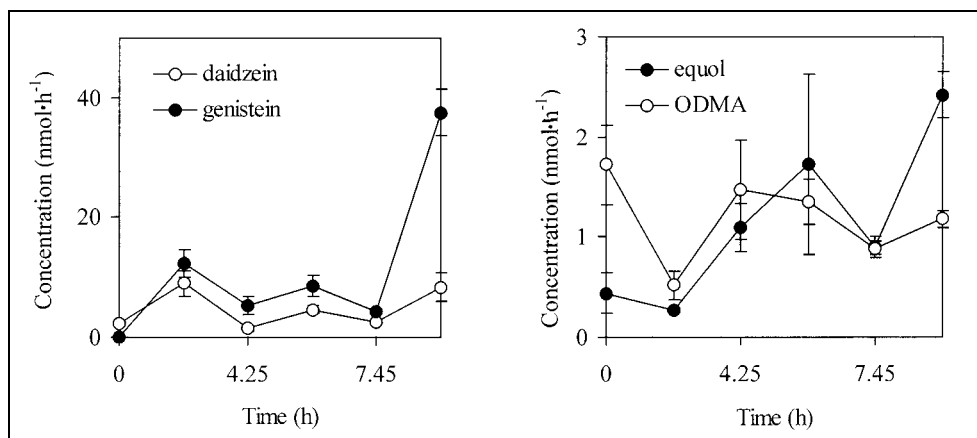 Concentration (nmol·h⁻¹)
40
20
0
daidzein
genistein
0 4.25 7.45
Time (h)
Concentration (nmol·h⁻¹)
3
2
1
0
equol
ODMA
0 4.25 7.45
Time (h)